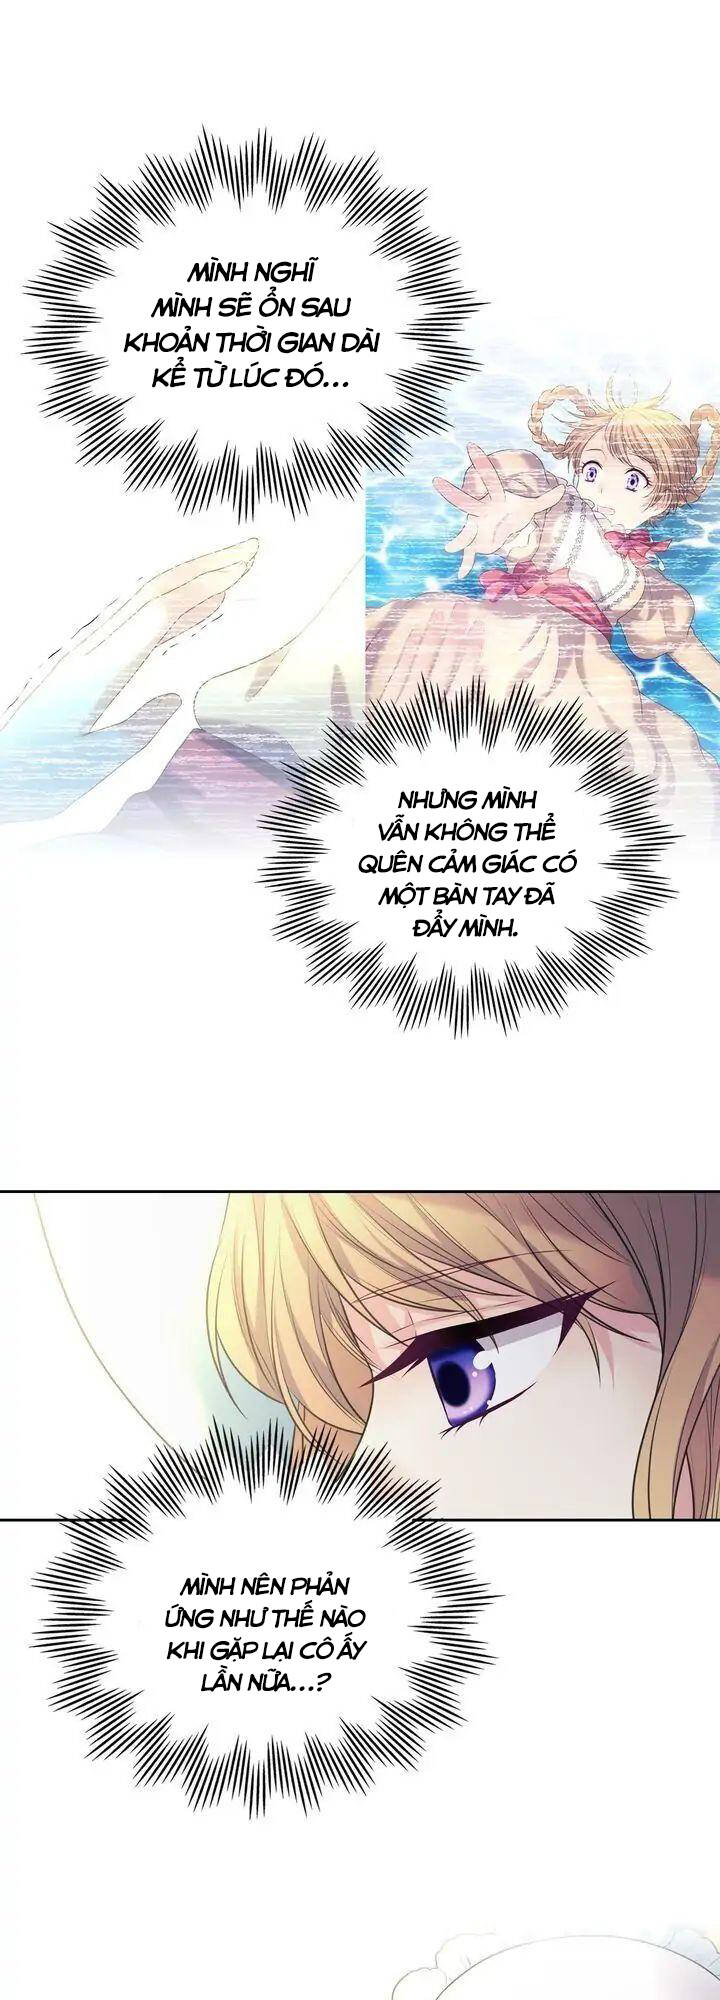 MÌNH NGHĨ
MÌNH SẼ ỔN SAU
KHOẢN THỜI GIAN DÀI
KỂ TỪ LÚC ĐÓ...
NHƯNG MÌNH
VẪN KHÔNG THỂ
QUÊN CẢM GIÁC CÓ
MỘT BÀN TAY ĐÃ
ĐẨY MÌNH.
MÌNH NÊN PHẢN
ỨNG NHƯ THẾ NÀO
KHI GẶP LẠI CÔ ẤY
LẦN NỮA...?